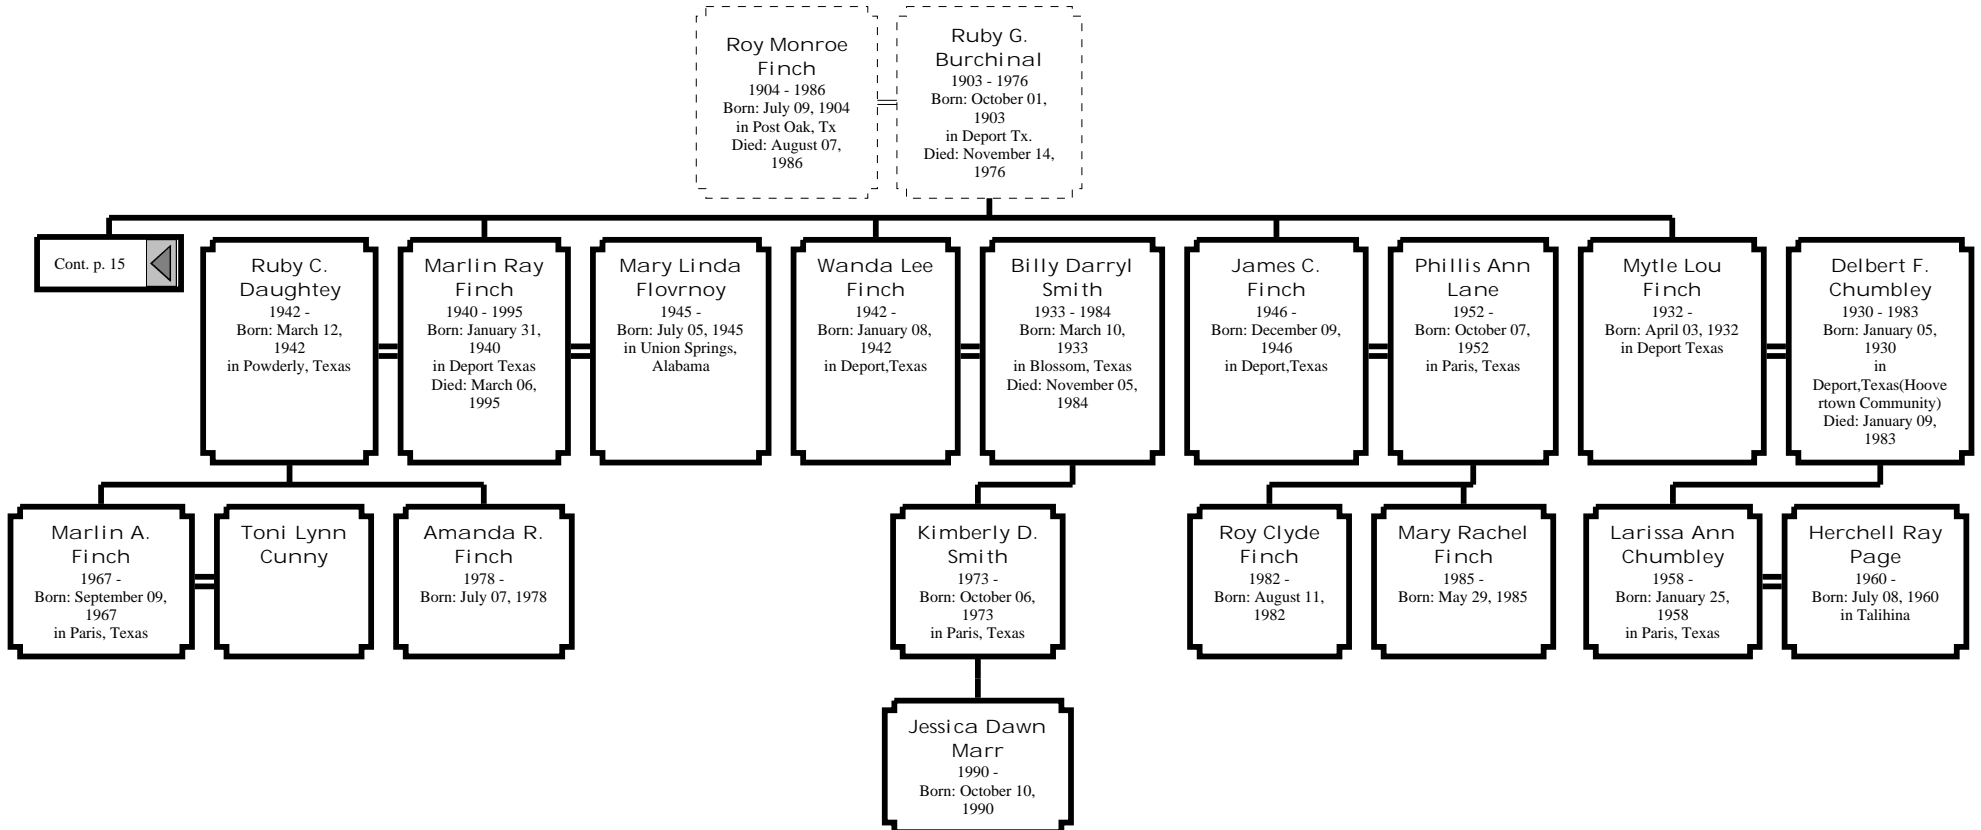 Roy Monroe
Finch
1904 - 1986
Born: July 09, 1904
in Post Oak, Tx
Died: August 07,
1986
Ruby G.
Burchinal
1903 - 1976
Born: October 01,
1903
in Deport Tx.
Died: November 14,
1976
Cont. p. 15
Ruby C.
Daughtey
1942 -
Born: March 12,
1942
in Powderly, Texas
Marlin Ray
Finch
1940 - 1995
Born: January 31,
1940
in Deport Texas
Died: March 06,
1995
Mary Linda
Flovrnoy
1945 -
Born: July 05, 1945
in Union Springs,
Alabama
Wanda Lee
Finch
1942 -
Born: January 08,
1942
in Deport,Texas
Billy Darryl
Smith
1933 - 1984
Born: March 10,
1933
in Blossom, Texas
Died: November 05,
1984
James C.
Finch
1946 -
Born: December 09,
1946
in Deport,Texas
Phillis Ann
Lane
1952 -
Born: October 07,
1952
in Paris, Texas
Mytle Lou
Finch
1932 -
Born: April 03, 1932
in Deport Texas
Delbert F.
Chumbley
1930 - 1983
Born: January 05,
1930
in
Deport,Texas(Hoove
rtown Community)
Died: January 09,
1983
Marlin A.
Finch
1967 -
Born: September 09,
1967
in Paris, Texas
Toni Lynn
Cunny
Amanda R.
Finch
1978 -
Born: July 07, 1978
Kimberly D.
Smith
1973 -
Born: October 06,
1973
in Paris, Texas
Roy Clyde
Finch
1982 -
Born: August 11,
1982
Mary Rachel
Finch
1985 -
Born: May 29, 1985
Larissa Ann
Chumbley
1958 -
Born: January 25,
1958
in Paris, Texas
Herchell Ray
Page
1960 -
Born: July 08, 1960
in Talihina
Jessica Dawn
Marr
1990 -
Born: October 10,
1990